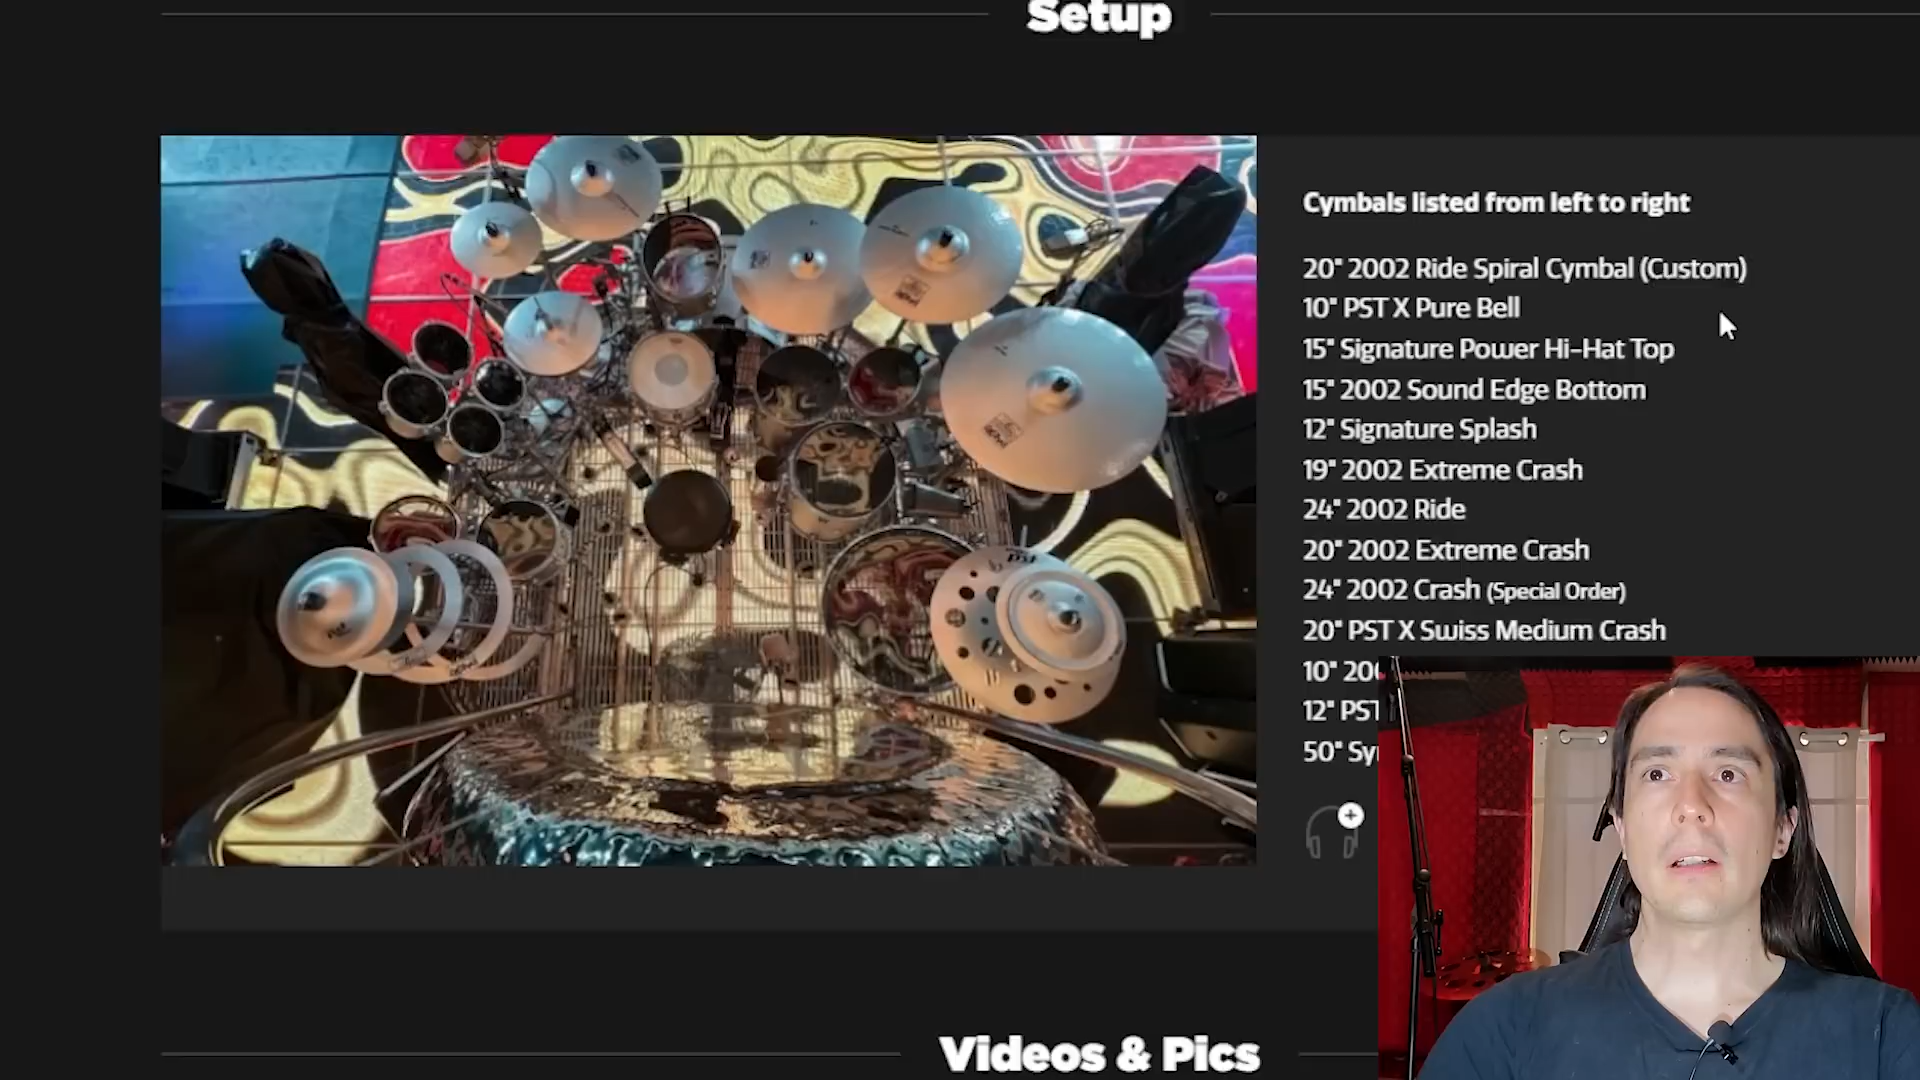 Setup
Cymbals listed from left to right
20" 2002 Ride Spiral Cymbal (Custom)
10" PST X Pure Bell
15" Signature Power Hi-Hat Top
15" 2002 Sound Edge Bottom
12" Signature Splash
19" 2002 Extreme Crash
24" 2002 Ride
20" 2002 Extreme Crash
24" 2002 Crash (Special Order)
20" PST X Swiss Medium Crash
10"
12" PST
50"
Videos & Pics